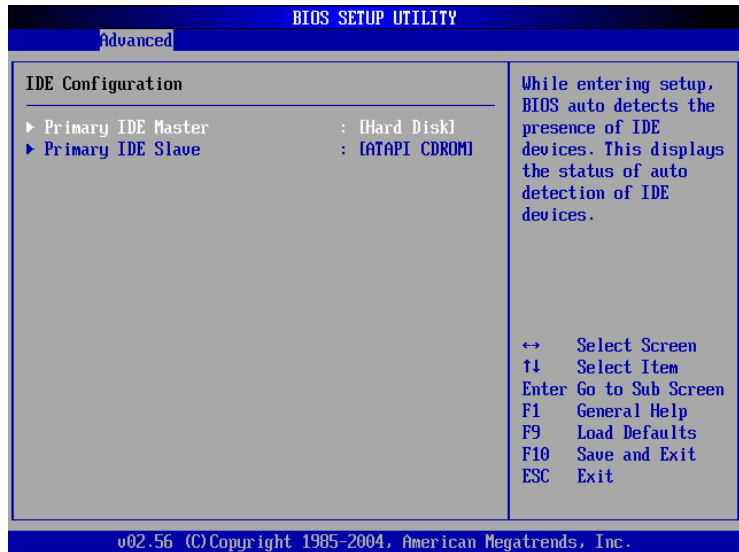 BIOS SETUP UTILITY
Advanced
IDE Configuration
▶ Primary IDE Master : [Hard Disk]
▶ Primary IDE Slave : [ATAPI CDROM]
While entering setup,
BIOS auto detects the
presence of IDE
devices. This displays
the status of auto
detection of IDE
devices.
↔ Select Screen
↑↓ Select Item
Enter Go to Sub Screen
F1 General Help
F9 Load Defaults
F10 Save and Exit
ESC Exit
v02.56 (C)Copyright 1985-2004, American Megatrends, Inc.